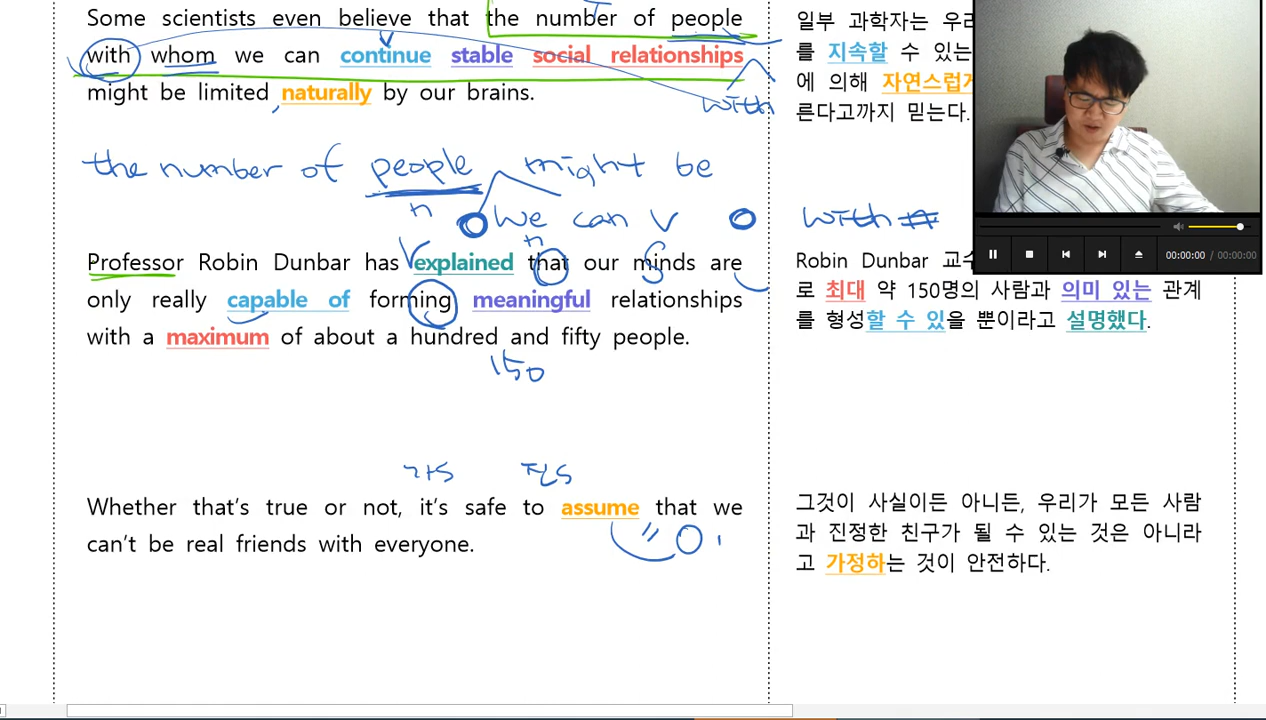 Some scientists even believe that the number of people
with whom we can continue stable social relationships
might be limited naturally by our brains.
with
the number of people might be
n
we can v
with
Professor Robin Dunbar has explained that our minds are
only really capable of forming meaningful relationships
with a maximum of about a hundred and fifty people.
150
가S 진S
Whether that's true or not, it's safe to assume that we
can't be real friends with everyone.
일부 과학자는 우리
를 지속할 수 있는
에 의해 자연스럽게
른다고까지 믿는다.
Robin Dunbar 교수
로 최대 약 150명의 사람과 의미 있는 관계
를 형성할 수 있을 뿐이라고 설명했다.
그것이 사실이든 아니든, 우리가 모든 사람
과 진정한 친구가 될 수 있는 것은 아니라
고 가정하는 것이 안전하다.
00:00:00 / 00:00:00